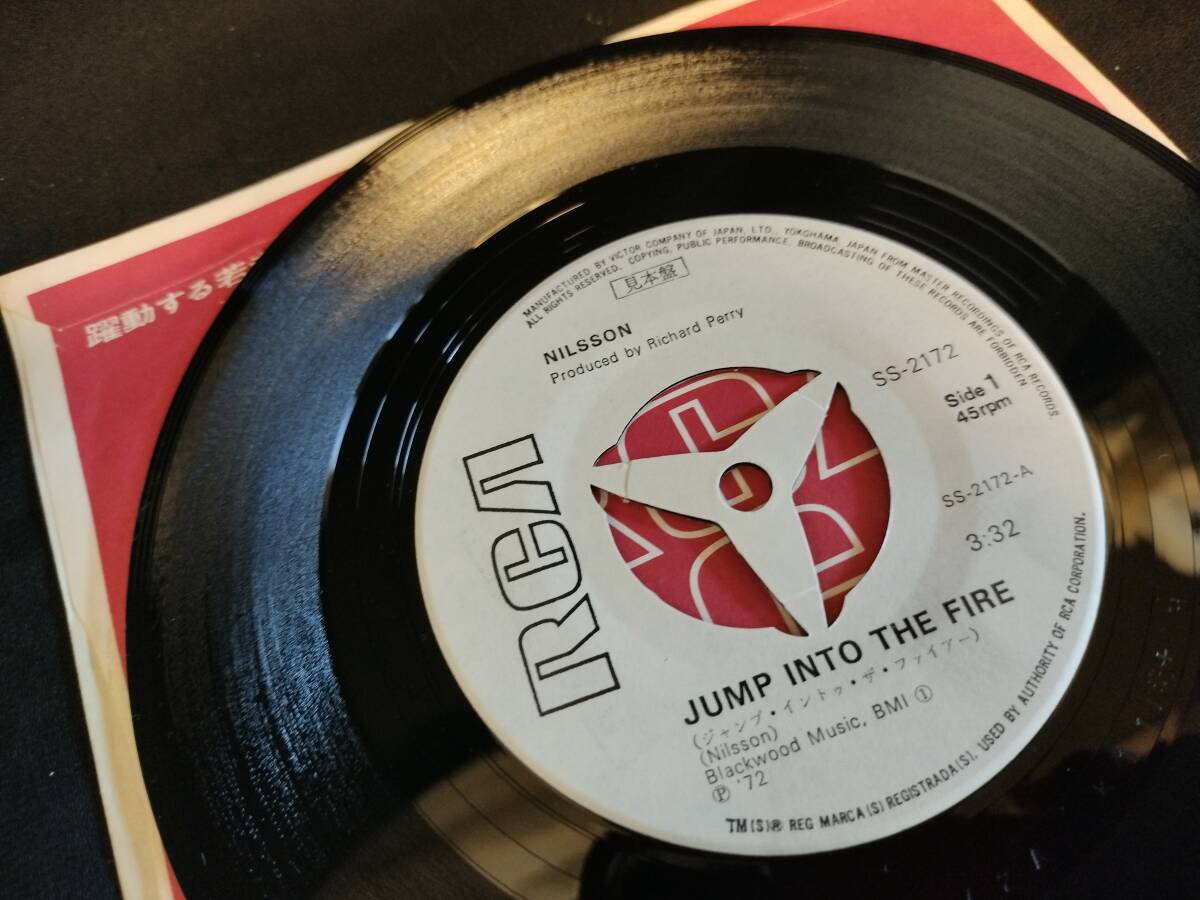 躍動する若
MANUFACTURED BY VICTOR COMPANY OF JAPAN, LTD., YOKOHAMA, JAPAN FROM MASTER RECORDINGS OF RCA RECORDS.
ALL RIGHTS RESERVED. COPYING, PUBLIC PERFORMANCE, BROADCASTING OF THESE RECORDS ARE FORBIDDEN.
見本盤
NILSSON
Produced by Richard Perry
SS-2172
Side 1
45rpm
SS-2172-A
3:32
RCA
JUMP INTO THE FIRE
(ジャンプ・イントゥ・ザ・ファイアー)
(Nilsson)
Blackwood Music, BMI ①
Ⓟ '72
TM(S)® REG MARCA(S) REGISTRADA(S). USED BY AUTHORITY OF RCA CORPORATION.